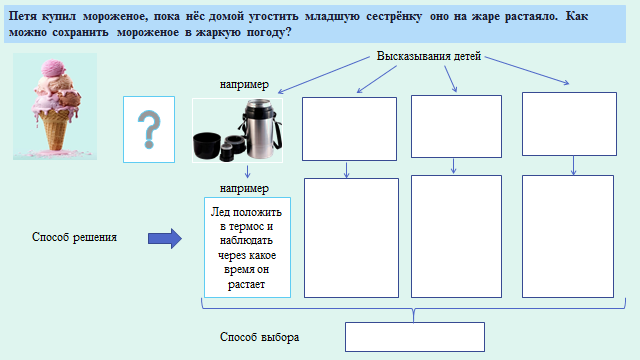 Петя купил мороженое, пока нёс домой угостить младшую сестрёнку оно на жаре растаяло. Как
можно сохранить мороженое в жаркую погоду?
Высказывания детей
например
?
например
Лед положить
в термос и
наблюдать
через какое
время он
растает
Способ решения
Способ выбора